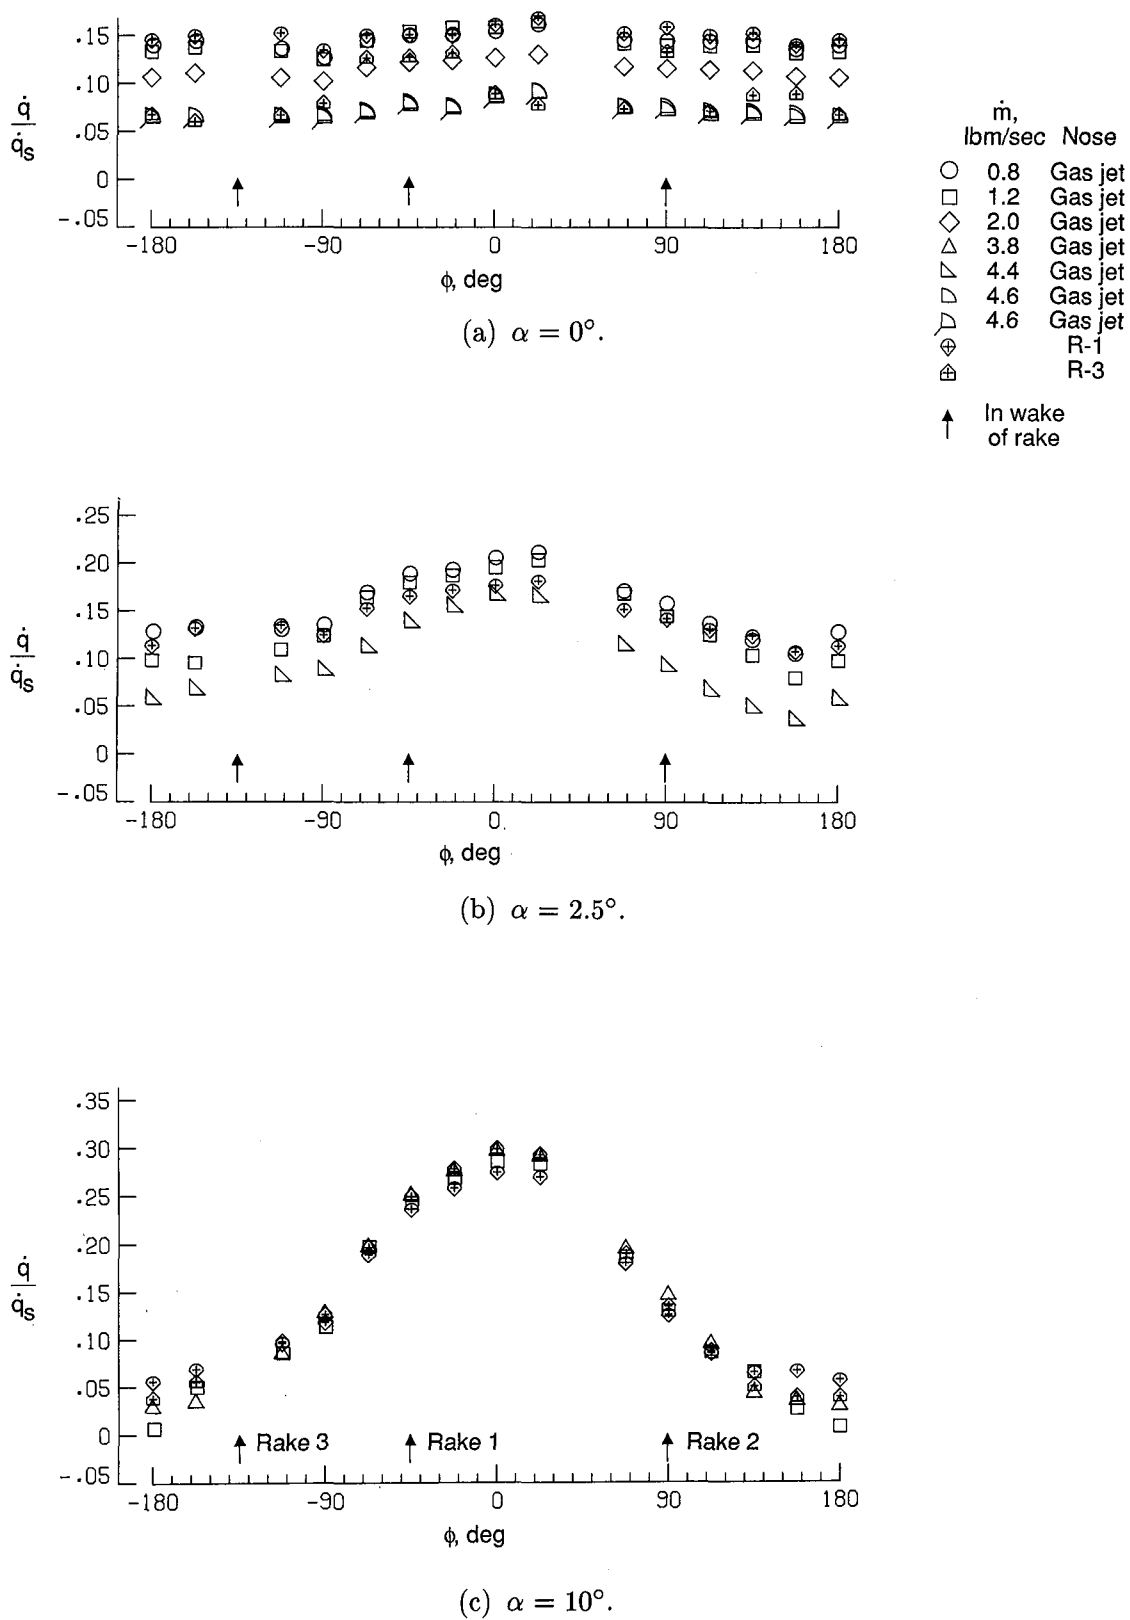 .15
.10
.05
0
-.05
q̇
q̇s
-180 -90 0 90 180
ϕ, deg
(a) α = 0°.
ṁ,
lbm/sec Nose
0.8 Gas jet
1.2 Gas jet
2.0 Gas jet
3.8 Gas jet
4.4 Gas jet
4.6 Gas jet
4.6 Gas jet
R-1
R-3
In wake
of rake
.25
.20
.15
.10
.05
0
-.05
q̇
q̇s
-180 -90 0 90 180
ϕ, deg
(b) α = 2.5°.
.35
.30
.25
.20
.15
.10
.05
0
-.05
q̇
q̇s
Rake 3 Rake 1 Rake 2
-180 -90 0 90 180
ϕ, deg
(c) α = 10°.